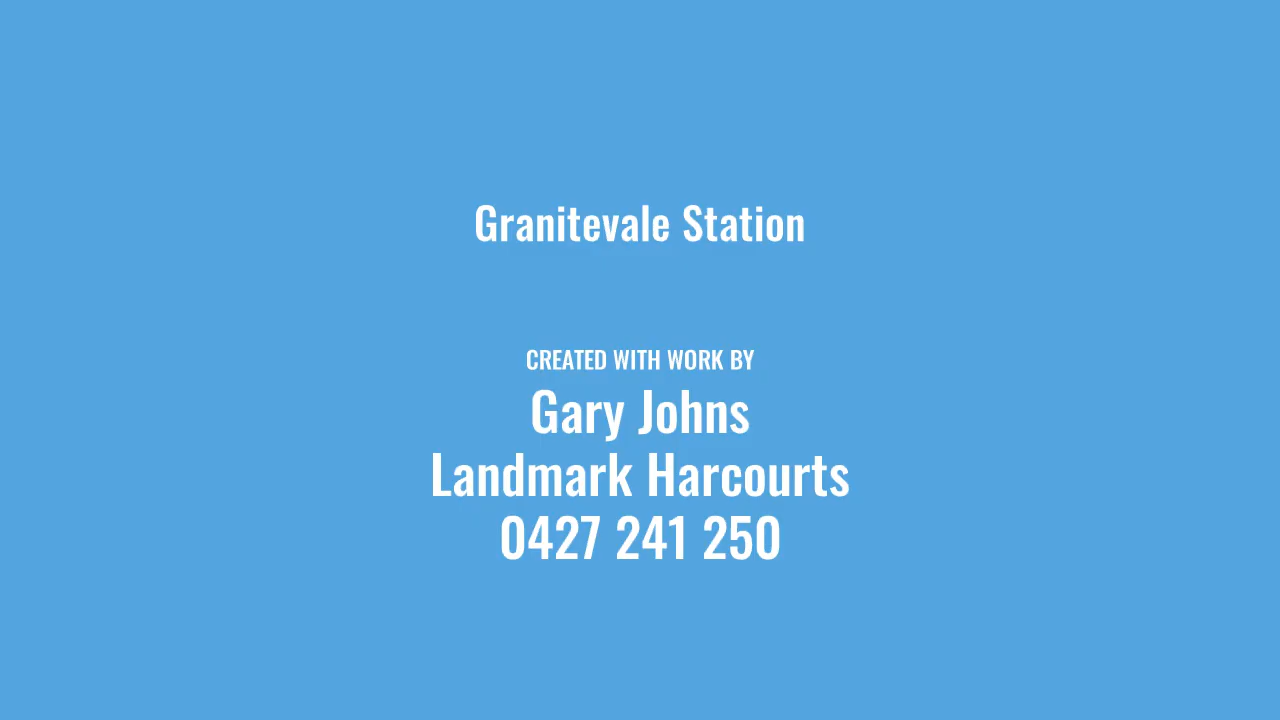 Granitevale Station
CREATED WITH WORK BY
Gary Johns
Landmark Harcourts
0427 241 250